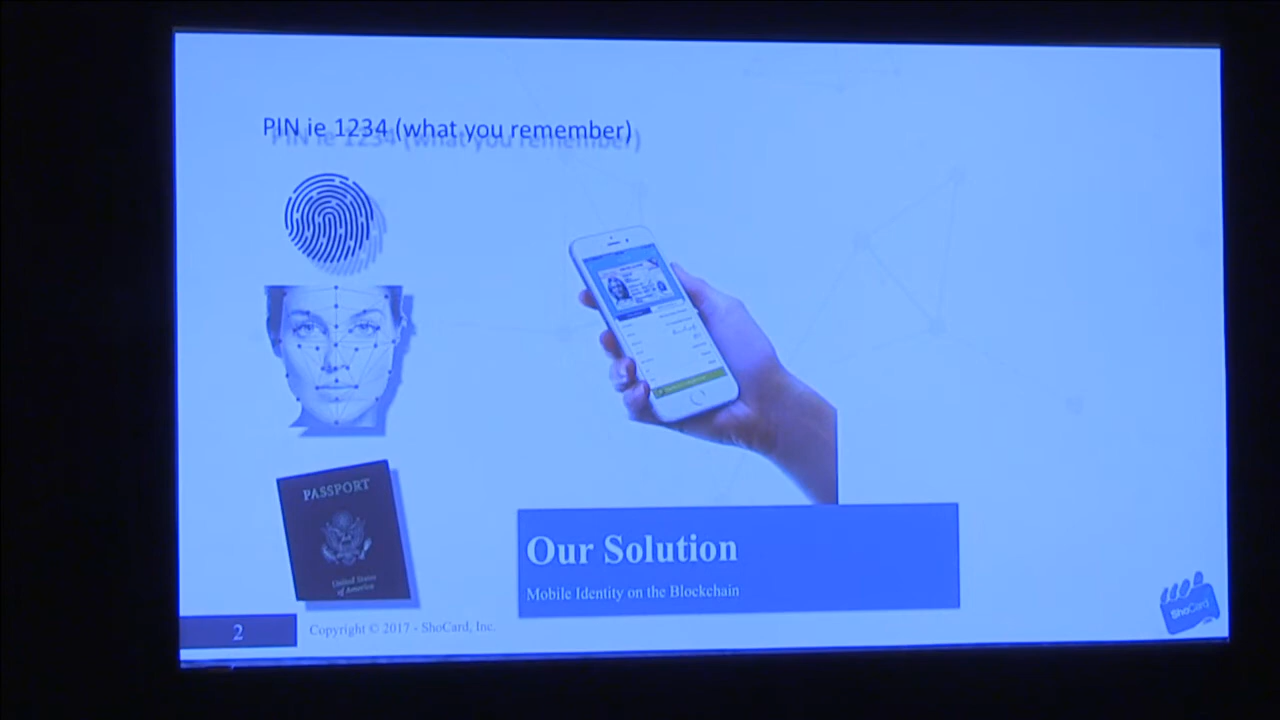 PIN ie 1234 (what you remember)
PASSPORT
United States
of America
Our Solution
Mobile Identity on the Blockchain
2
Copyright © 2017 - ShoCard, Inc.
ShoCard